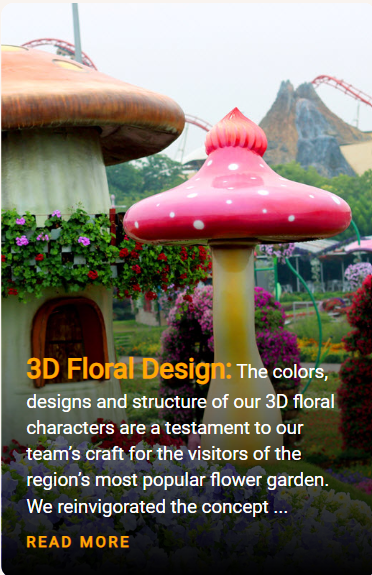 3D Floral Design: The colors,
designs and structure of our 3D floral
characters are a testament to our
team's craft for the visitors of the
region's most popular flower garden.
We reinvigorated the concept ...
READ MORE